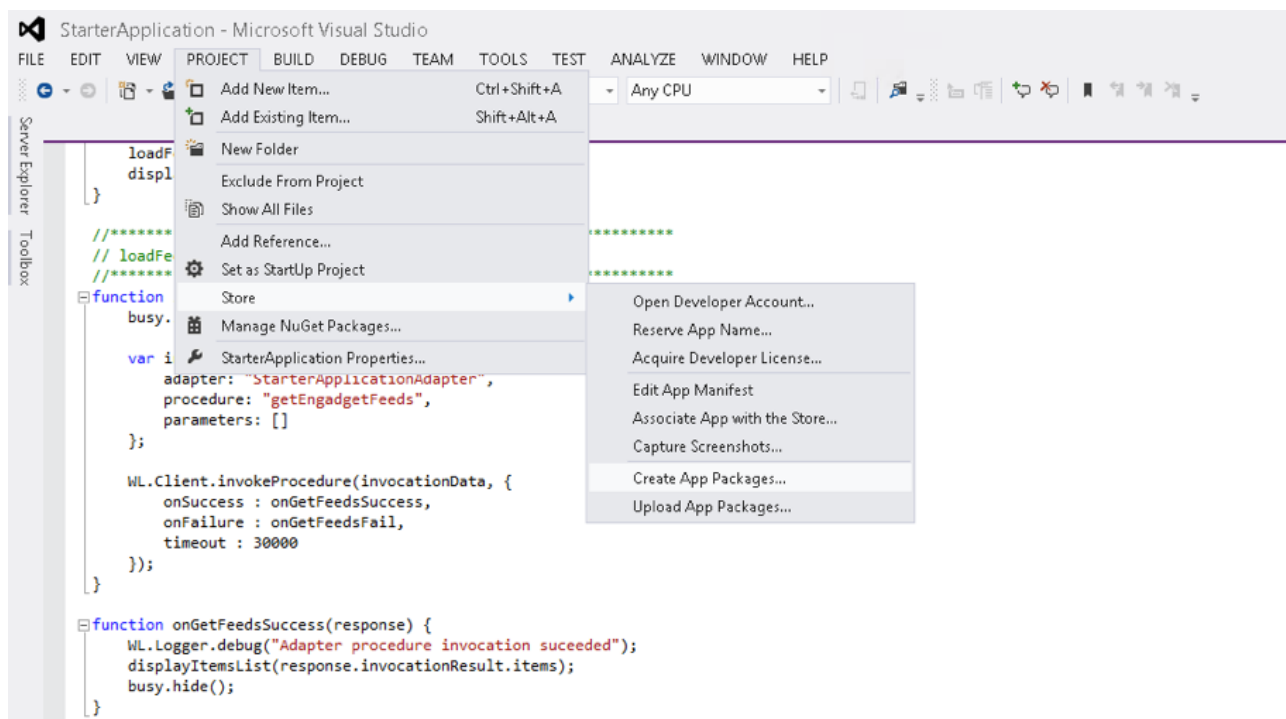 StarterApplication - Microsoft Visual Studio
FILE EDIT VIEW PROJECT BUILD DEBUG TEAM TOOLS TEST ANALYZE WINDOW HELP
Any CPU
Server Explorer
Toolbox
Add New Item... Ctrl+Shift+A
Add Existing Item... Shift+Alt+A
New Folder
Exclude From Project
Show All Files
Add Reference...
Set as StartUp Project
Store
Manage NuGet Packages...
StarterApplication Properties...
Open Developer Account...
Reserve App Name...
Acquire Developer License...
Edit App Manifest
Associate App with the Store...
Capture Screenshots...
Create App Packages...
Upload App Packages...
loadF
displ
}
//******* **********
// loadFe
//******* **********
function
busy.
var i
adapter: "StarterApplicationAdapter",
procedure: "getEngadgetFeeds",
parameters: []
};
WL.Client.invokeProcedure(invocationData, {
onSuccess : onGetFeedsSuccess,
onFailure : onGetFeedsFail,
timeout : 30000
});
}
function onGetFeedsSuccess(response) {
WL.Logger.debug("Adapter procedure invocation suceeded");
displayItemsList(response.invocationResult.items);
busy.hide();
}